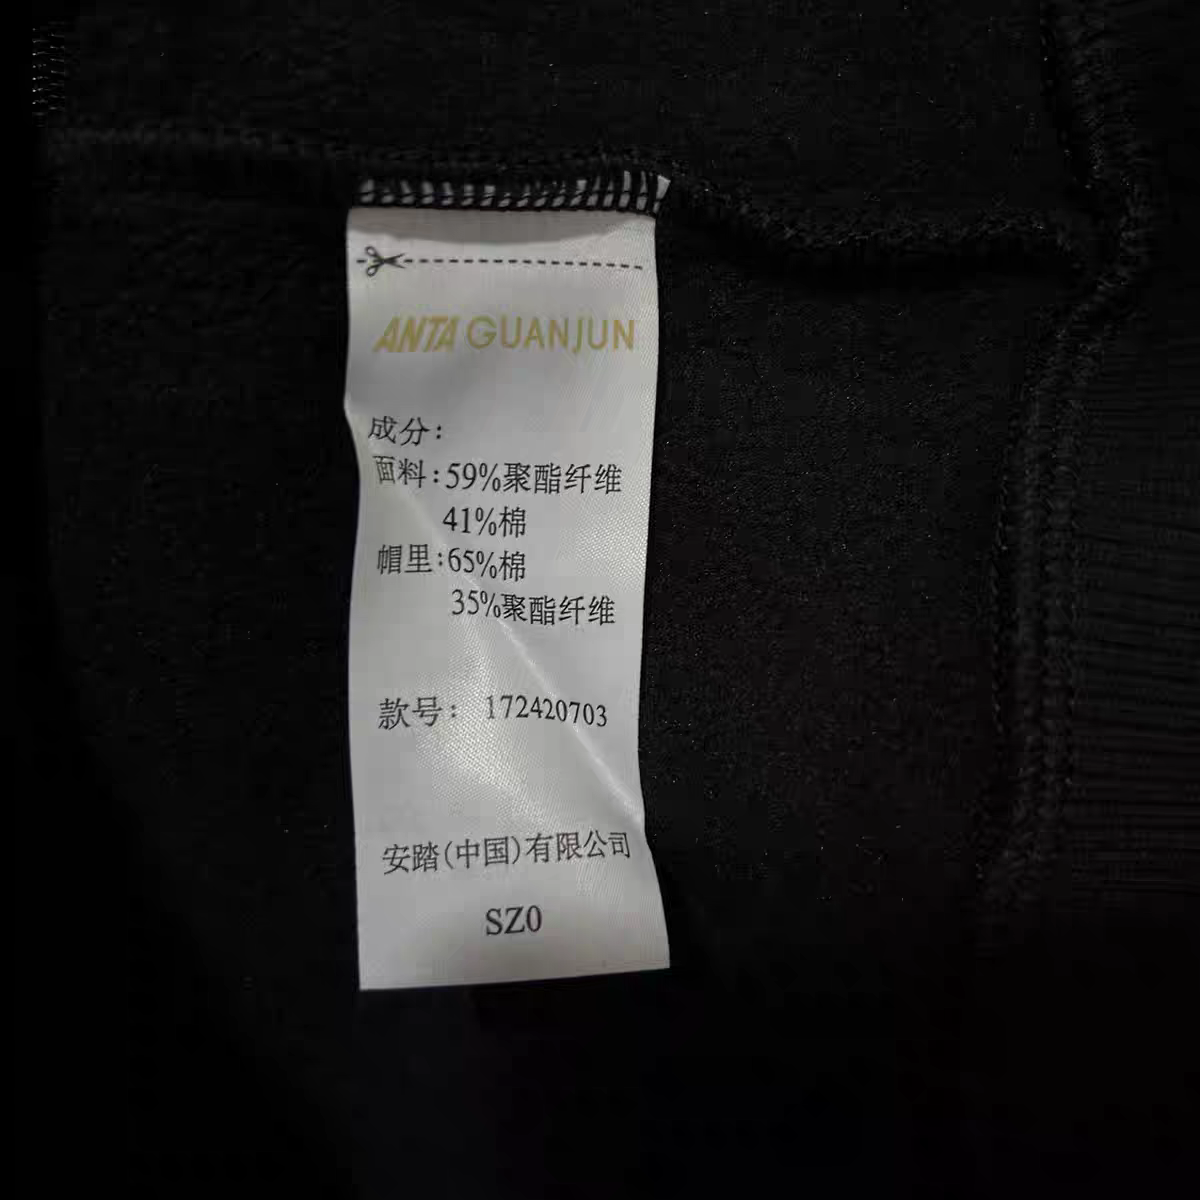 ANTA GUANJUN
成分:
面料:59%聚酯纤维
41%棉
帽里:65%棉
35%聚酯纤维
款号: 172420703
安踏(中国)有限公司
SZ0